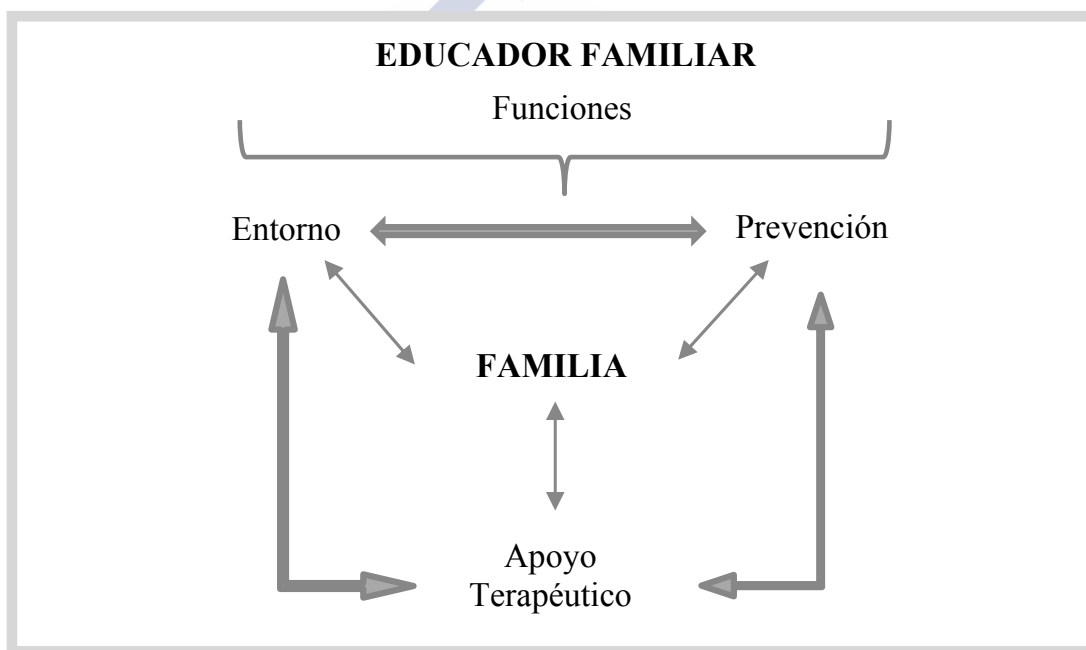 EDUCADOR FAMILIAR
Funciones
Entorno
Prevención
FAMILIA
Apoyo
Terapéutico